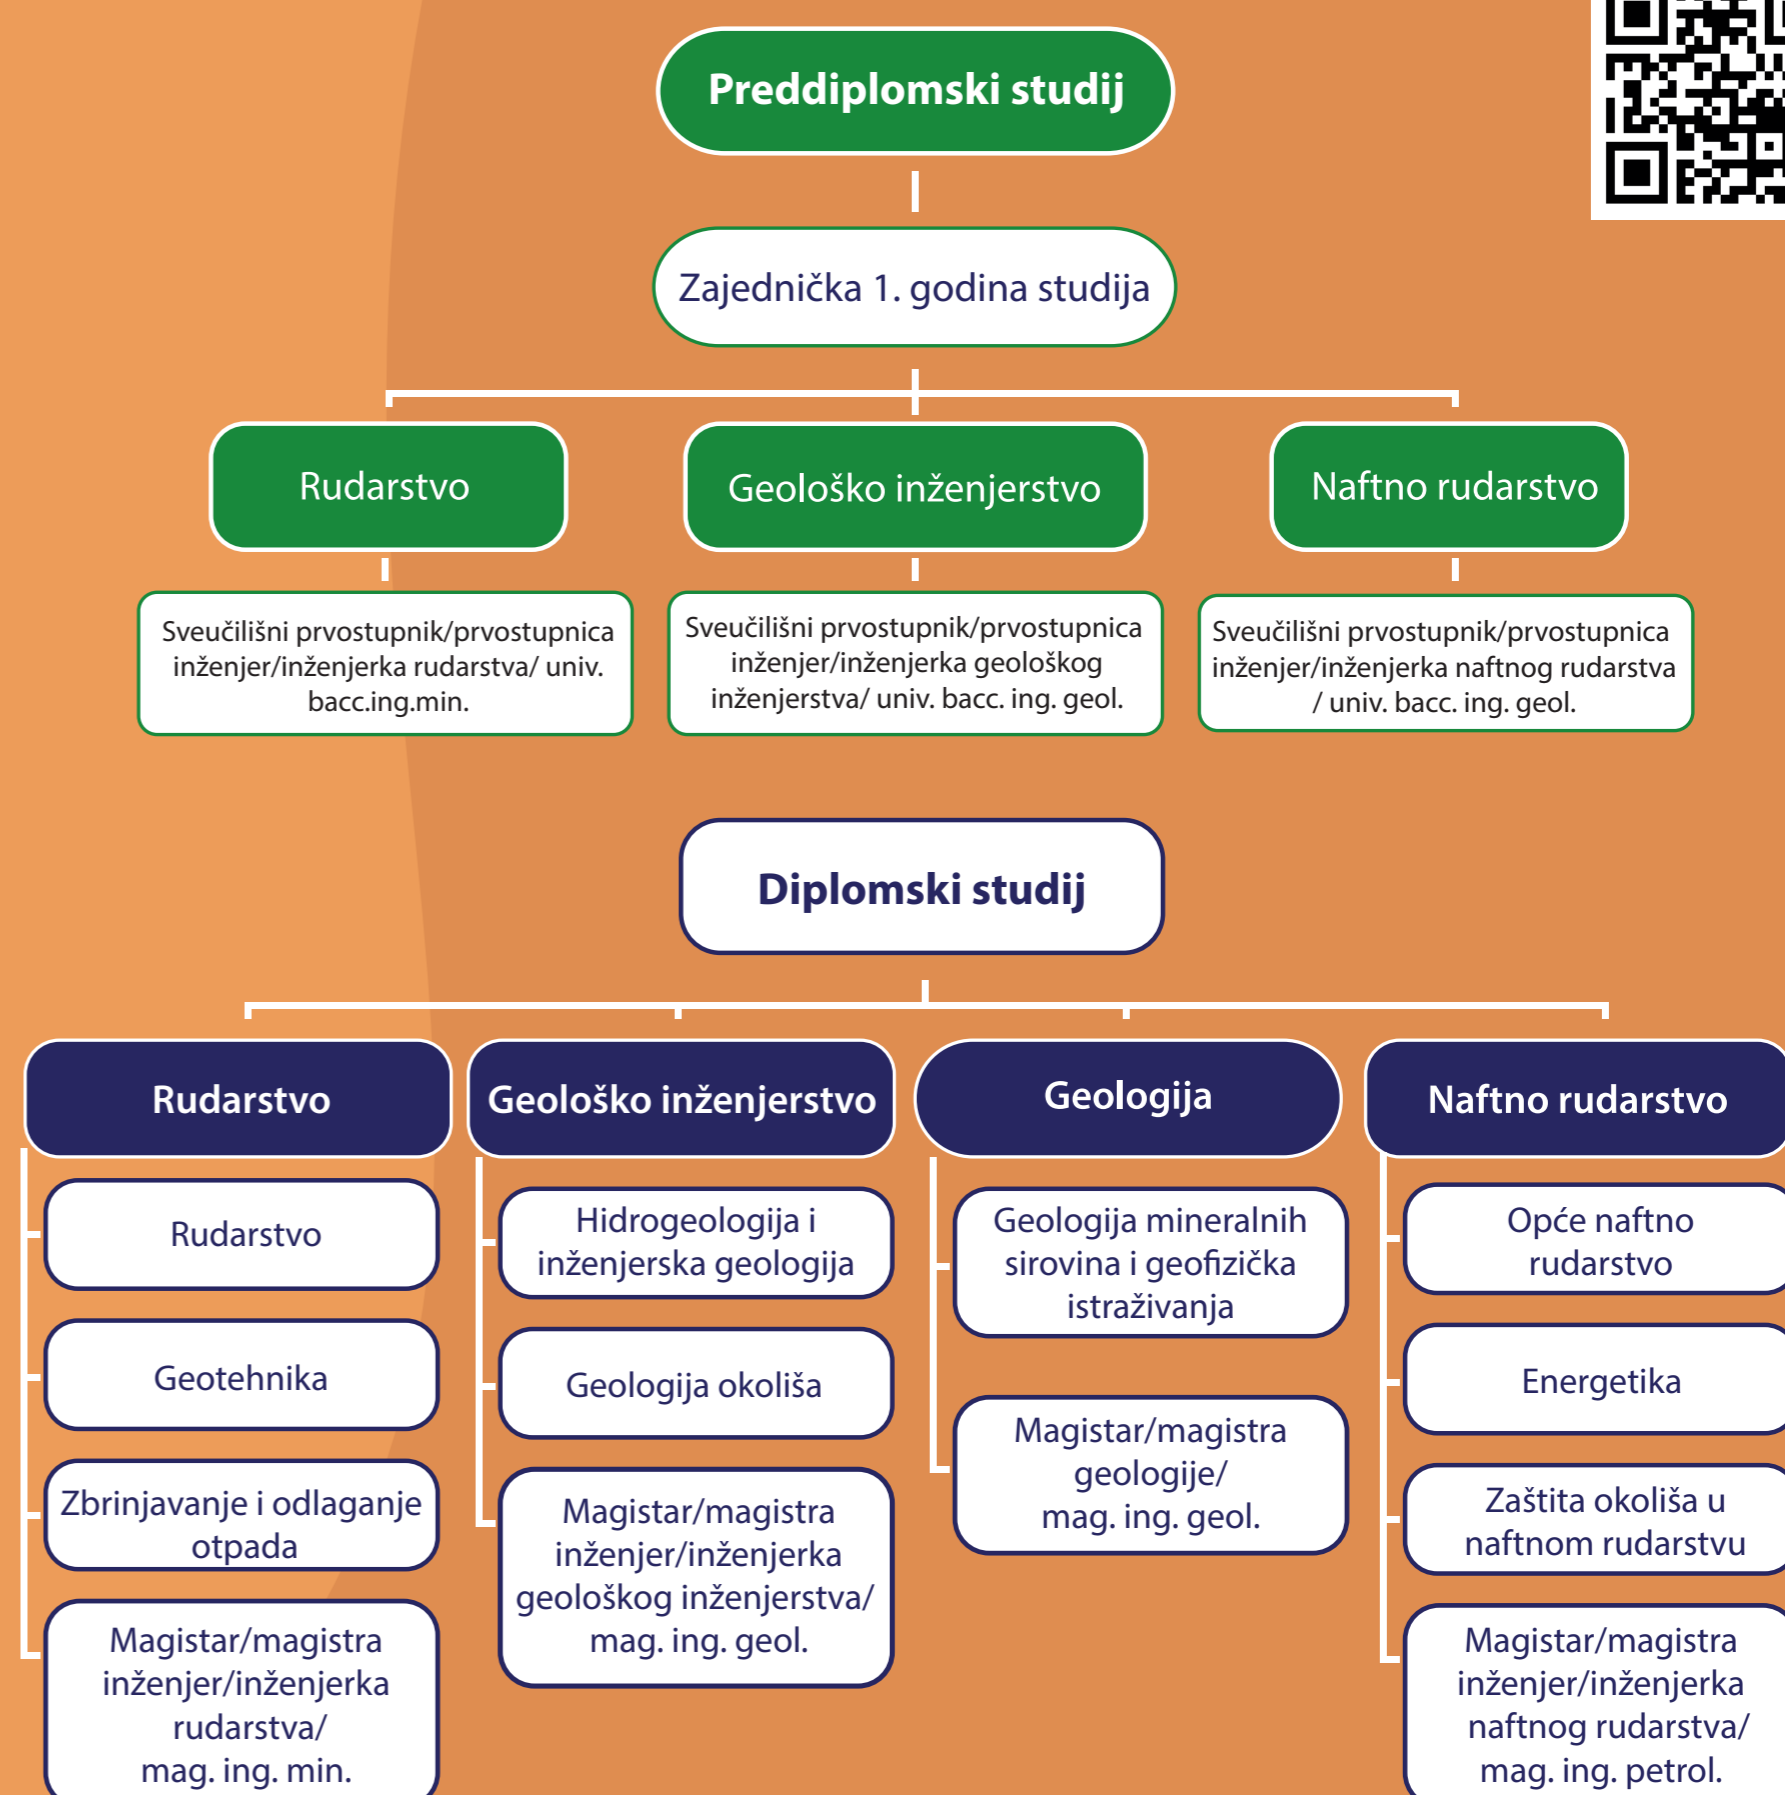 Preddiplomski studij
Zajednička 1. godina studija
Rudarstvo
Geološko inženjerstvo
Naftno rudarstvo
Sveučilišni prvostupnik/prvostupnica
inženjer/inženjerka rudarstva/ univ.
bacc.ing.min.
Sveučilišni prvostupnik/prvostupnica
inženjer/inženjerka geološkog
inženjerstva/ univ. bacc. ing. geol.
Sveučilišni prvostupnik/prvostupnica
inženjer/inženjerka naftnog rudarstva
/ univ. bacc. ing. geol.
Diplomski studij
Rudarstvo
Rudarstvo
Geotehnika
Zbrinjavanje i odlaganje
otpada
Magistar/magistra
inženjer/inženjerka
rudarstva/
mag. ing. min.
Geološko inženjerstvo
Hidrogeologija i
inženjerska geologija
Geologija okoliša
Magistar/magistra
inženjer/inženjerka
geološkog inženjerstva/
mag. ing. geol.
Geologija
Geologija mineralnih
sirovina i geofizička
istraživanja
Magistar/magistra
geologije/
mag. ing. geol.
Naftno rudarstvo
Opće naftno
rudarstvo
Energetika
Zaštita okoliša u
naftnom rudarstvu
Magistar/magistra
inženjer/inženjerka
naftnog rudarstva/
mag. ing. petrol.